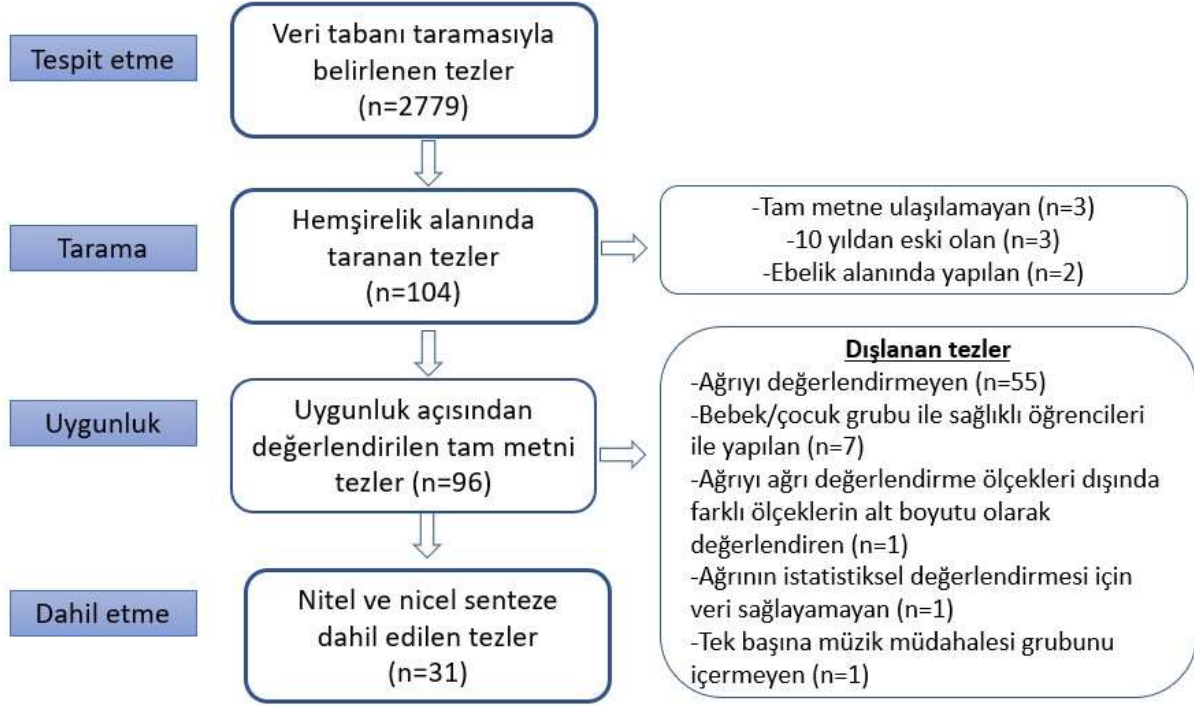 Tespit etme
Veri tabanı taramasıyla
belirlenen tezler
(n=2779)
Tarama
Hemşirelik alanında
taranan tezler
(n=104)
-Tam metne ulaşılamayan (n=3)
-10 yıldan eski olan (n=3)
-Ebelik alanında yapılan (n=2)
Uygunluk
Uygunluk açısından
değerlendirilen tam metni
tezler (n=96)
Dışlanan tezler
-Ağrıyı değerlendirmeyen (n=55)
-Bebek/çocuk grubu ile sağlıklı öğrencileri
ile yapılan (n=7)
-Ağrıyı ağrı değerlendirme ölçekleri dışında
farklı ölçeklerin alt boyutu olarak
değerlendiren (n=1)
-Ağrının istatistiksel değerlendirmesi için
veri sağlayamayan (n=1)
-Tek başına müzik müdahalesi grubunu
içermeyen (n=1)
Dahil etme
Nitel ve nicel senteze
dahil edilen tezler
(n=31)